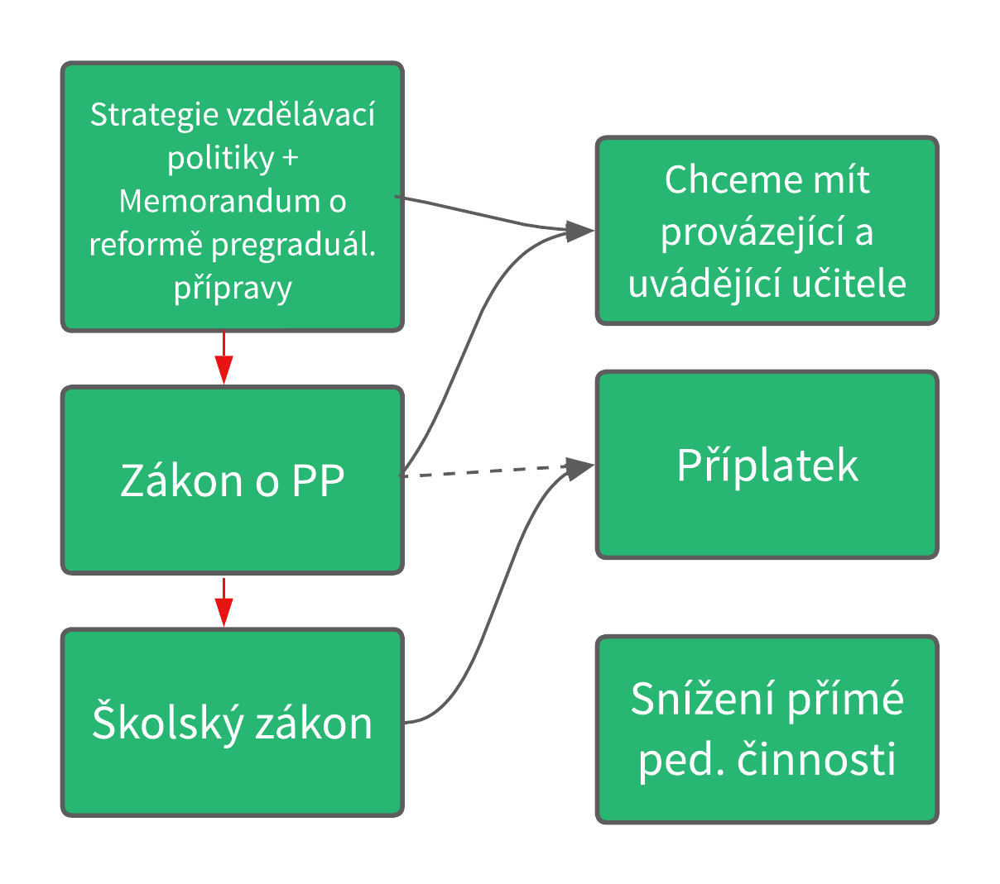 Strategie vzdělávací
politiky +
Memorandum o
reformě pregraduál.
přípravy
Chceme mít
provázející a
uvádějící učitele
Zákon o PP
Příplatek
Školský zákon
Snížení přímé
ped. činnosti